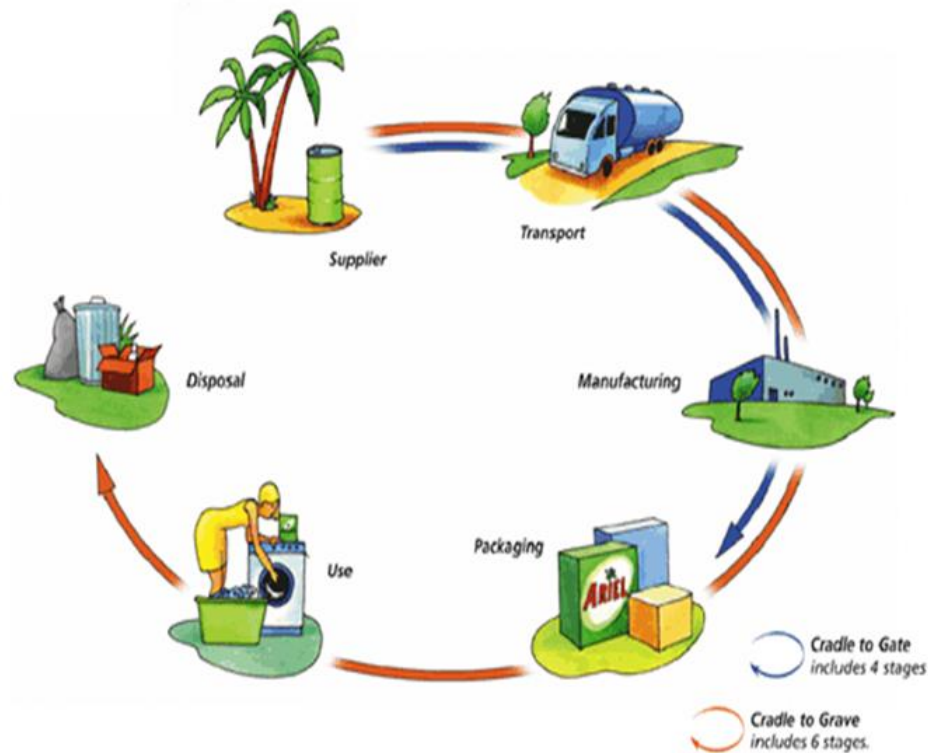 Supplier
Transport
Manufacturing
Packaging
ARIEL
Use
Disposal
Cradle to Gate
includes 4 stages
Cradle to Grave
includes 6 stages.